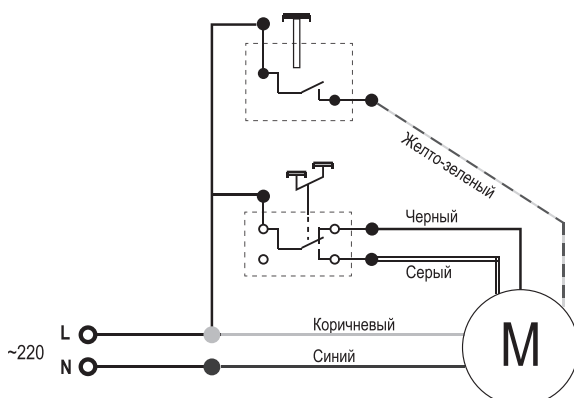 Желто-зеленый
Черный
Серый
L
Коричневый
~220
N
Синий
M